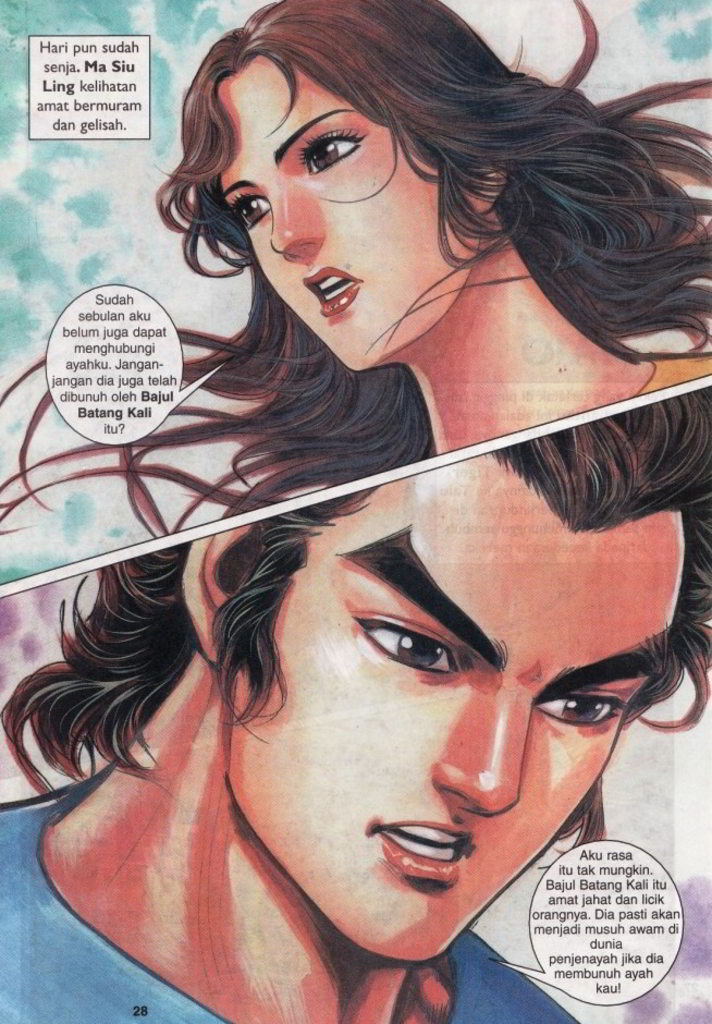 Hari pun sudah
senja. Ma Siu
Ling kelihatan
amat bermuram
dan gelisah.
Sudah
sebulan aku
belum juga dapat
menghubungi
ayahku. Jangan-
jangan dia juga telah
dibunuh oleh Bajul
Batang Kali
itu?
Aku rasa
itu tak mungkin.
Bajul Batang Kali itu
amat jahat dan licik
orangnya. Dia pasti akan
menjadi musuh awam di
dunia
penjenayah jika dia
membunuh ayah
kau!
28